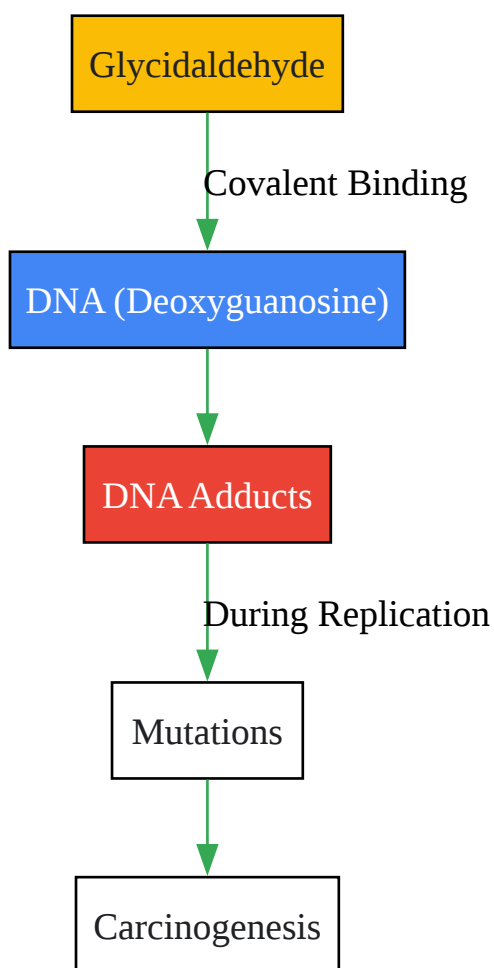 Glycidaldehyde
Covalent Binding
DNA (Deoxyguanosine)
DNA Adducts
During Replication
Mutations
Carcinogenesis